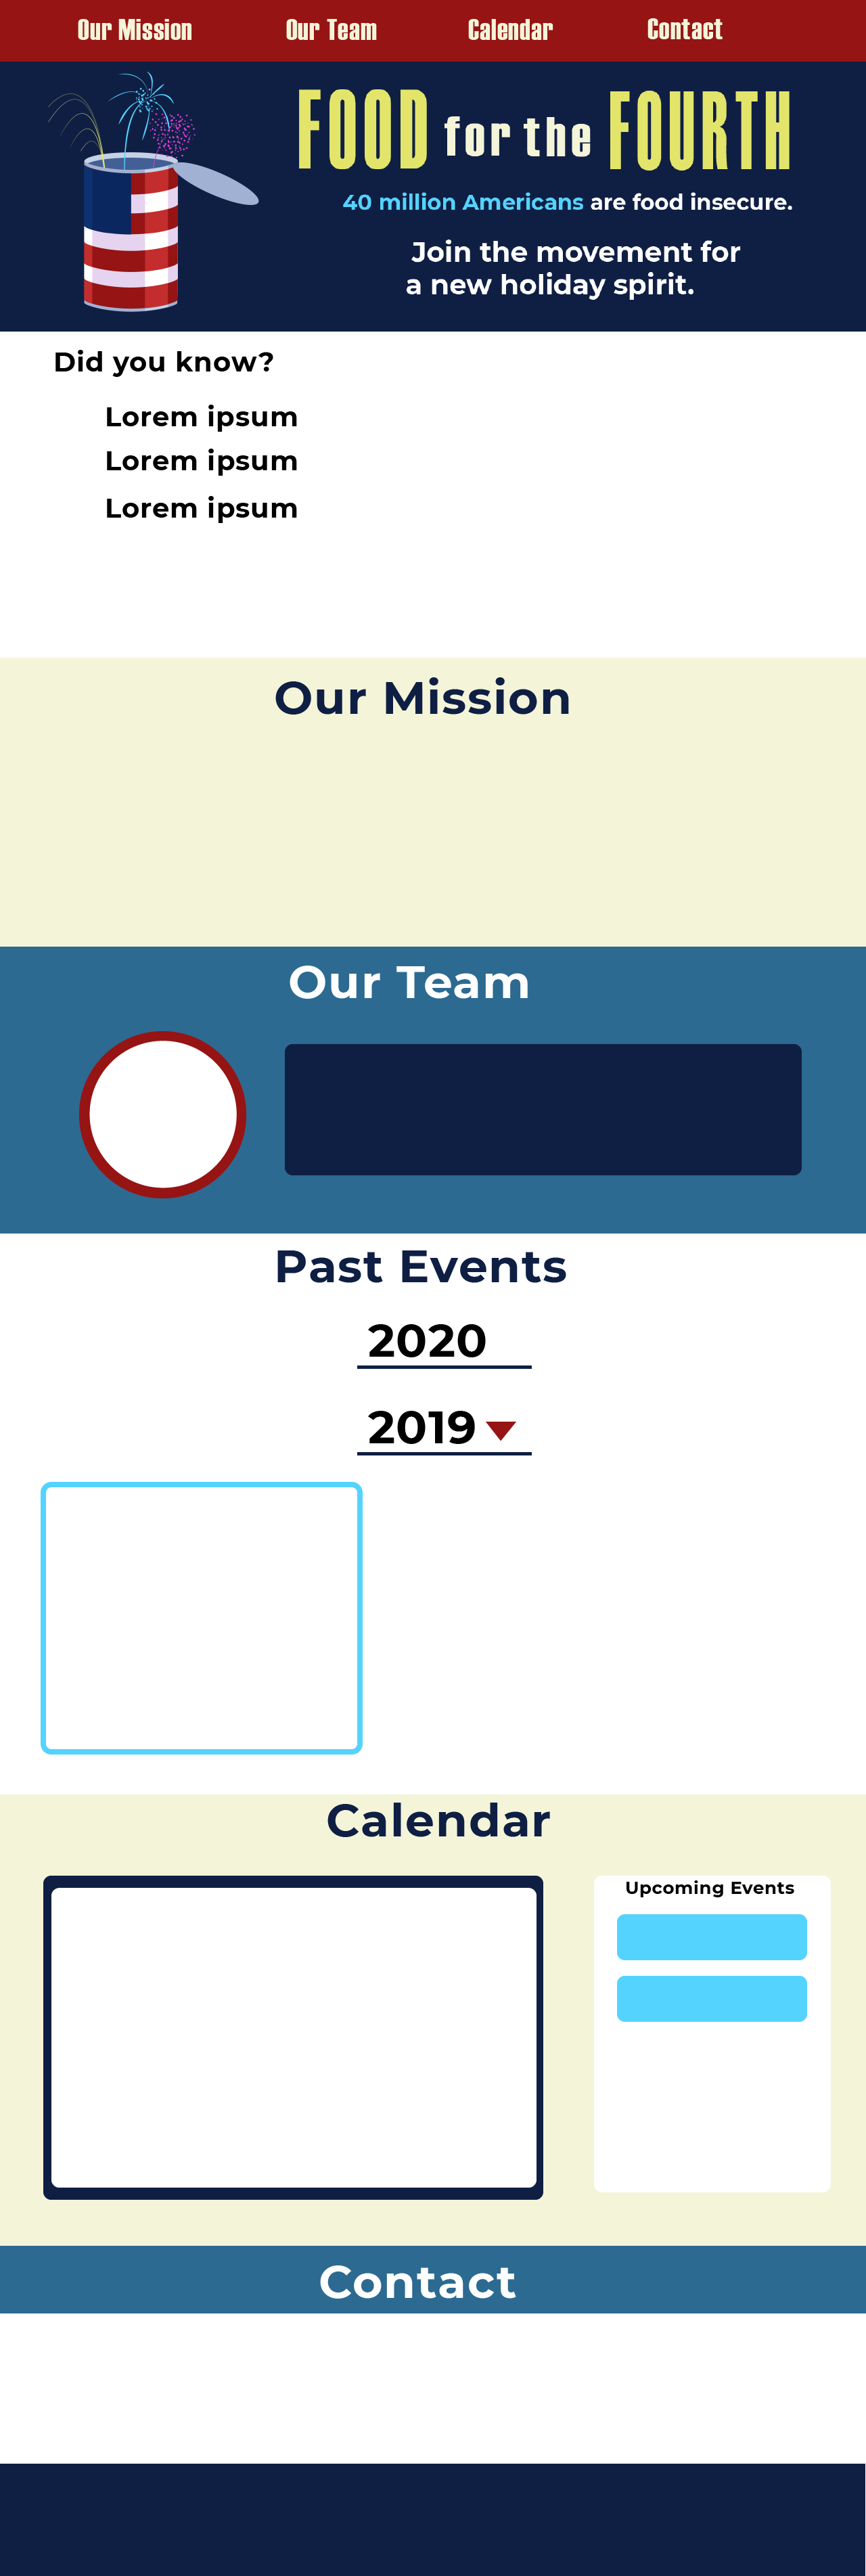 Our Mission Our Team Calendar Contact
FOOD for the FOURTH
40 million Americans are food insecure.
Join the movement for
a new holiday spirit.
Did you know?
Lorem ipsum
Lorem ipsum
Lorem ipsum
Our Mission
Our Team
Past Events
2020
2019
Calendar
Upcoming Events
Contact